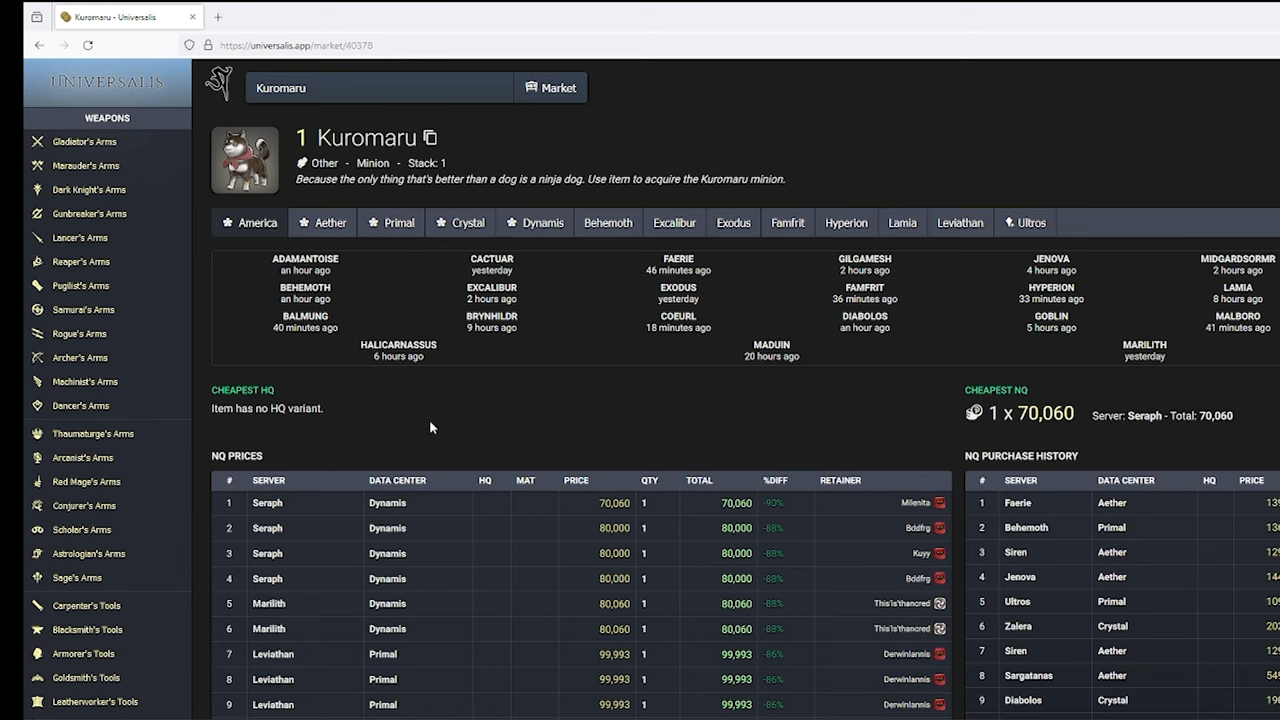 Kuromaru - Universalis
https://universalis.app/market/40378
UNIVERSALIS
Kuromaru
Market
WEAPONS
Gladiator's Arms
Marauder's Arms
Dark Knight's Arms
Gunbreaker's Arms
Lancer's Arms
Reaper's Arms
Pugilist's Arms
Samurai's Arms
Rogue's Arms
Archer's Arms
Machinist's Arms
Dancer's Arms
Thaumaturge's Arms
Arcanist's Arms
Red Mage's Arms
Conjurer's Arms
Scholar's Arms
Astrologian's Arms
Sage's Arms
Carpenter's Tools
Blacksmith's Tools
Armorer's Tools
Goldsmith's Tools
Leatherworker's Tools
1 Kuromaru
Other - Minion - Stack: 1
Because the only thing that's better than a dog is a ninja dog. Use item to acquire the Kuromaru minion.
America Aether Primal Crystal Dynamis Behemoth Excalibur Exodus Famfrit Hyperion Lamia Leviathan Ultros
ADAMANTOISE CACTUAR FAERIE GILGAMESH JENOVA MIDGARDSORMR
an hour ago yesterday 46 minutes ago 2 hours ago 4 hours ago 2 hours ago
BEHEMOTH EXCALIBUR EXODUS FAMFRIT HYPERION LAMIA
an hour ago 2 hours ago yesterday 36 minutes ago 33 minutes ago 8 hours ago
BALMUNG BRYNHILDR COEURL DIABOLOS GOBLIN MALBORO
40 minutes ago 9 hours ago 18 minutes ago an hour ago 5 hours ago 41 minutes ago
HALICARNASSUS MADUIN MARILITH
6 hours ago 20 hours ago yesterday
CHEAPEST HQ
Item has no HQ variant.
CHEAPEST NQ
1 x 70,060 Server: Seraph - Total: 70,060
NQ PRICES
# SERVER DATA CENTER HQ MAT PRICE QTY TOTAL %DIFF RETAINER
1 Seraph Dynamis 70,060 1 70,060 -90% Milenita
2 Seraph Dynamis 80,000 1 80,000 -88% Bddfrg
3 Seraph Dynamis 80,000 1 80,000 -88% Kuyy
4 Seraph Dynamis 80,000 1 80,000 -88% Bddfrg
5 Marilith Dynamis 80,060 1 80,060 -88% This'is'thancred
6 Marilith Dynamis 80,060 1 80,060 -88% This'is'thancred
7 Leviathan Primal 99,993 1 99,993 -86% Derwinlannis
8 Leviathan Primal 99,993 1 99,993 -86% Derwinlannis
9 Leviathan Primal 99,993 1 99,993 -86% Derwinlannis
NQ PURCHASE HISTORY
# SERVER DATA CENTER HQ PRICE
1 Faerie Aether
2 Behemoth Primal
3 Siren Aether
4 Jenova Aether
5 Ultros Primal
6 Zalera Crystal
7 Siren Aether
8 Sargatanas Aether
9 Diabolos Crystal